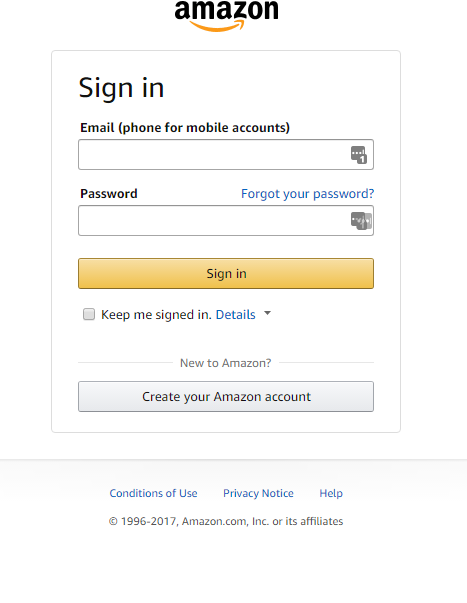 amazon
Sign in
Email (phone for mobile accounts)
1
Password Forgot your password?
Sign in
Keep me signed in. Details
New to Amazon?
Create your Amazon account
Conditions of Use Privacy Notice Help
© 1996-2017, Amazon.com, Inc. or its affiliates